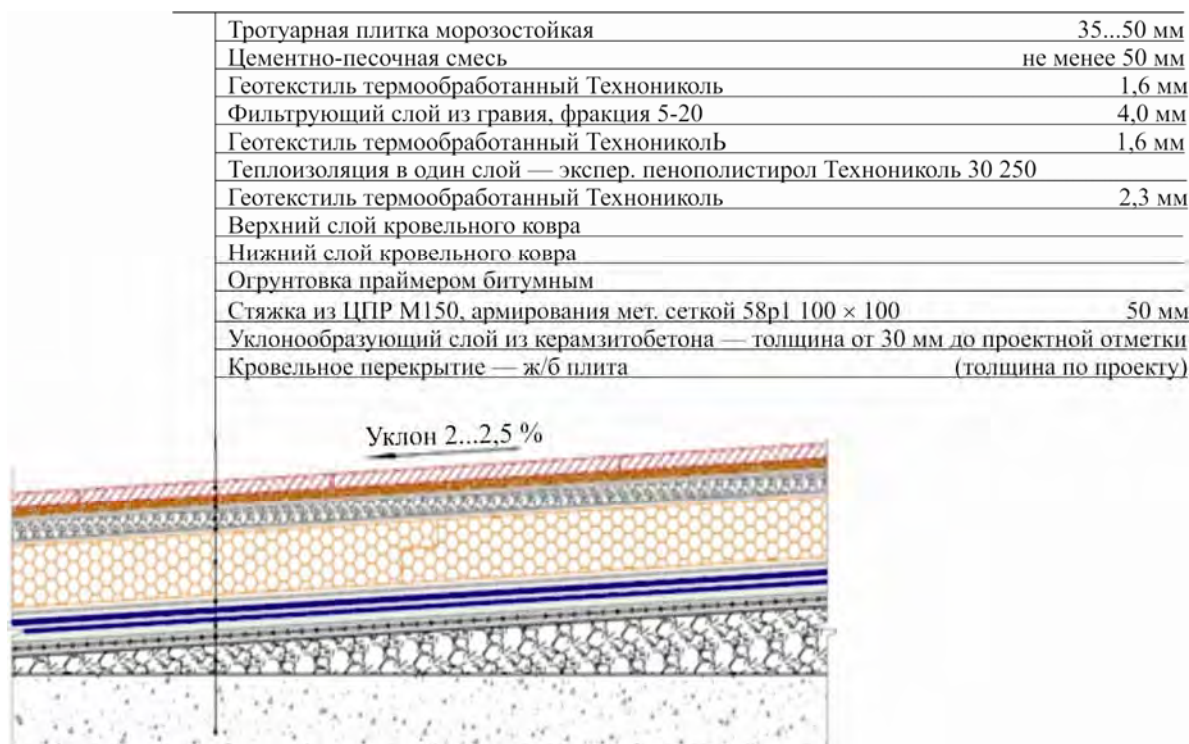 Тротуарная плитка морозостойкая 35...50 мм
Цементно-песочная смесь не менее 50 мм
Геотекстиль термообработанный Технониколь 1,6 мм
Фильтрующий слой из гравия, фракция 5-20 4,0 мм
Геотекстиль термообработанный ТехнониколЬ 1,6 мм
Теплоизоляция в один слой — экспер. пенополистирол Технониколь 30 250
Геотекстиль термообработанный Технониколь 2,3 мм
Верхний слой кровельного ковра
Нижний слой кровельного ковра
Огрунтовка праймером битумным
Стяжка из ЦПР М150, армирования мет. сеткой 58р1 100 × 100 50 мм
Уклонообразующий слой из керамзитобетона — толщина от 30 мм до проектной отметки
Кровельное перекрытие — ж/б плита (толщина по проекту)
Уклон 2...2,5 %